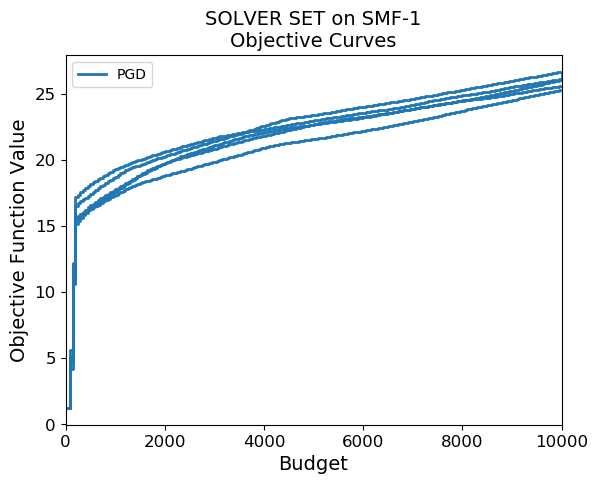 SOLVER SET on SMF-1
Objective Curves
PGD
Objective Function Value
25
20
15
10
5
0
0 2000 4000 6000 8000 10000
Budget